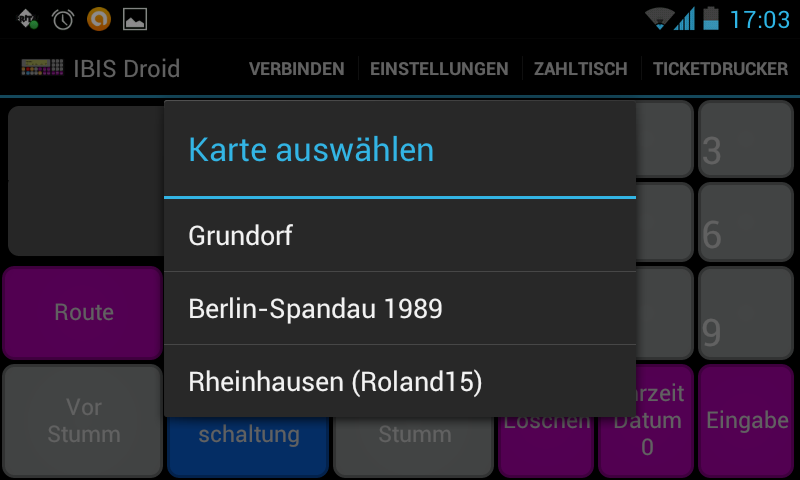 17:03
IBIS Droid
VERBINDEN
EINSTELLUNGEN
ZAHLTISCH
TICKETDRUCKER
Karte auswählen
Grundorf
Berlin-Spandau 1989
Rheinhausen (Roland15)
3
6
9
Route
Vor
Stumm
schaltung
Stumm
Löschen
rzeit
Datum
0
Eingabe